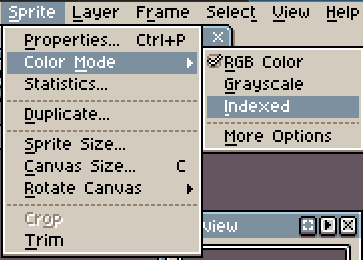 Sprite Layer Frame Select View Help
Properties... Ctrl+P
Color Mode
RGB Color
Grayscale
Indexed
More Options
Statistics...
Duplicate...
Sprite Size...
Canvas Size... C
Rotate Canvas
Crop
Trim
view